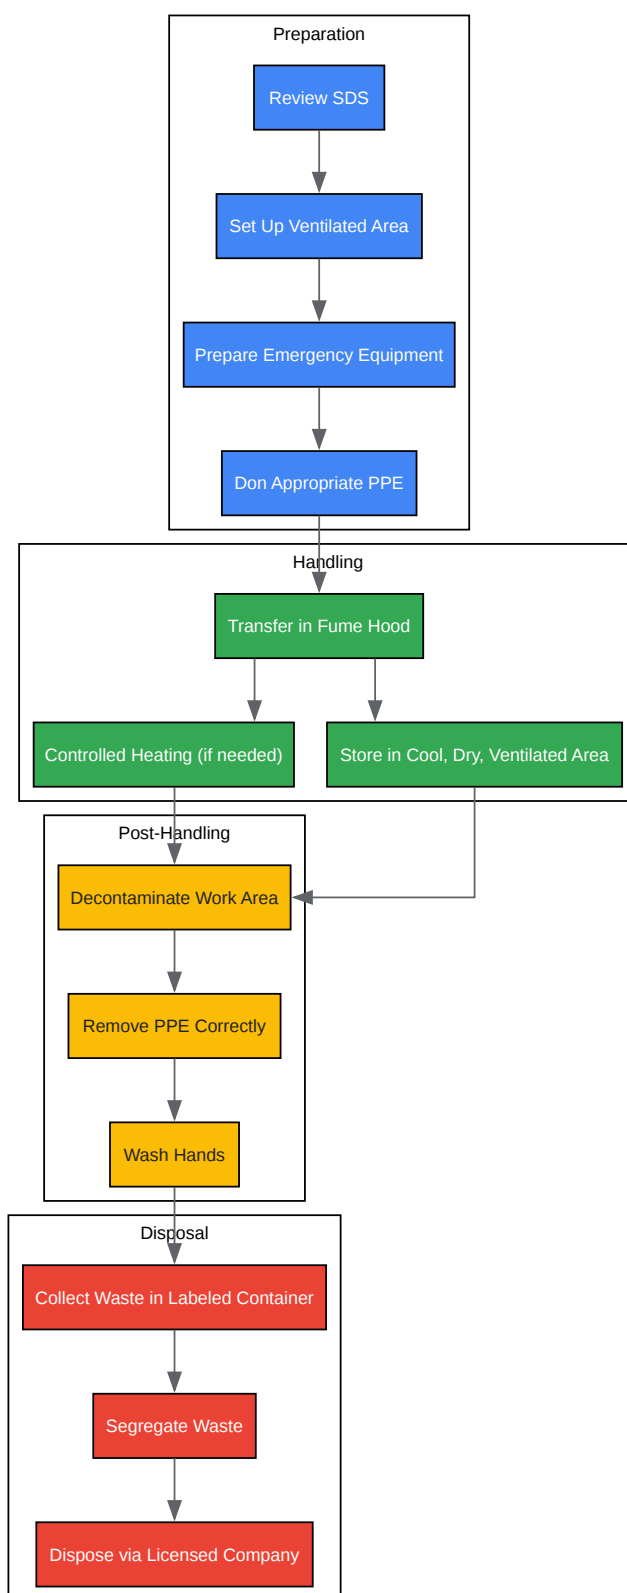 Preparation
Review SDS
Set Up Ventilated Area
Prepare Emergency Equipment
Don Appropriate PPE
Handling
Transfer in Fume Hood
Controlled Heating (if needed)
Store in Cool, Dry, Ventilated Area
Post-Handling
Decontaminate Work Area
Remove PPE Correctly
Wash Hands
Disposal
Collect Waste in Labeled Container
Segregate Waste
Dispose via Licensed Company